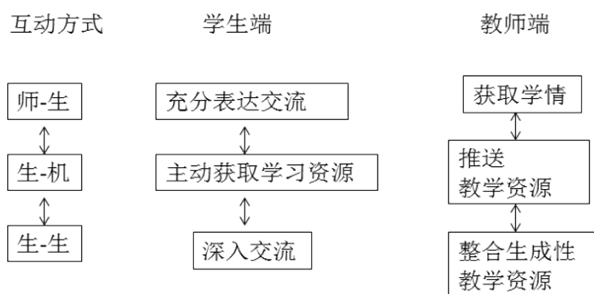 互动方式 学生端 教师端
师-生 充分表达交流 获取学情
生-机 主动获取学习资源 推送
教学资源
生-生 深入交流 整合生成性
教学资源